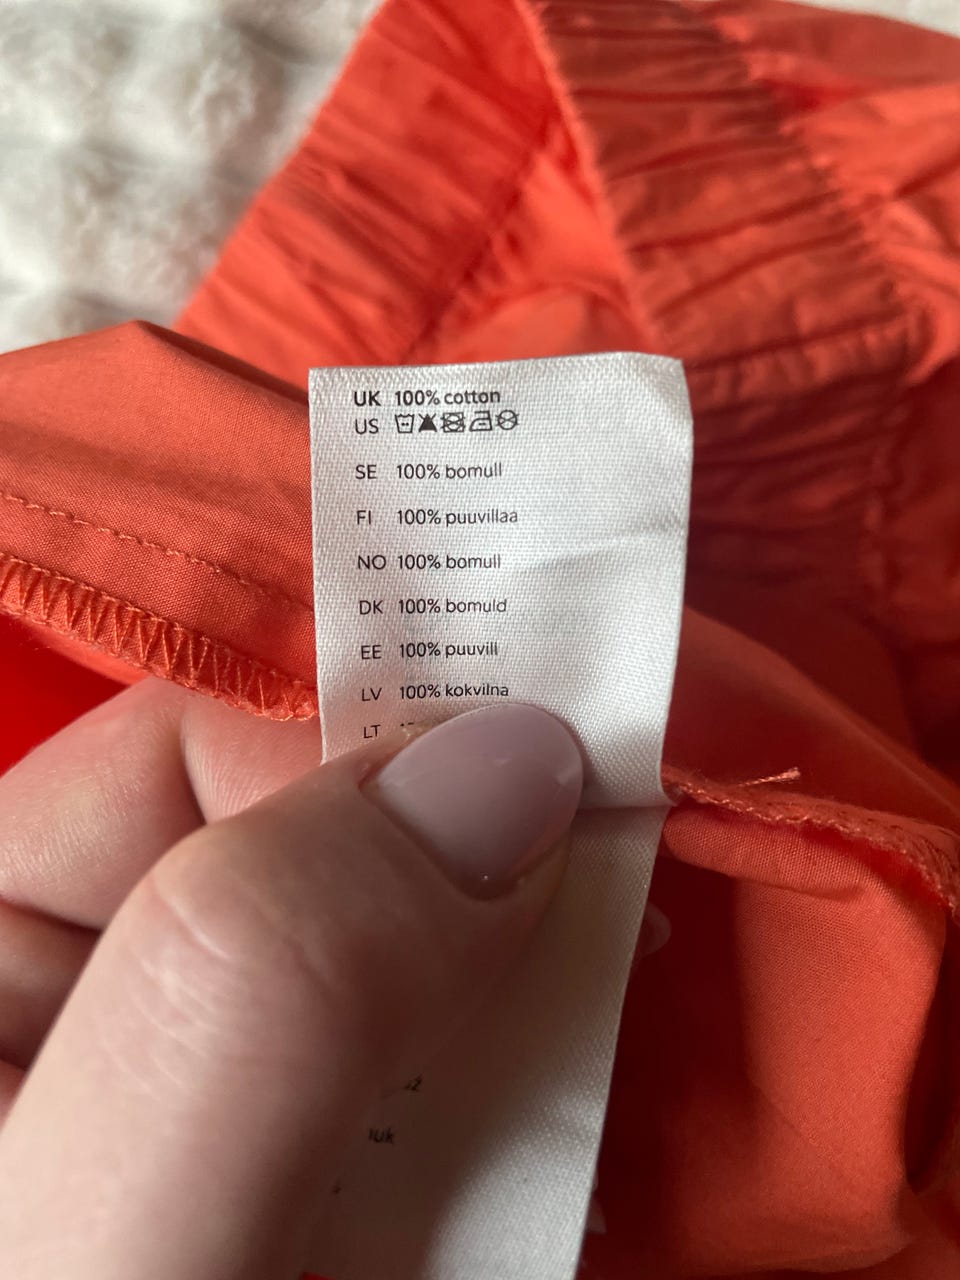 UK 100% cotton
US
SE 100% bomull
FI 100% puuvillaa
NO 100% bomull
DK 100% bomuld
EE 100% puuvill
LV 100% kokvilna
LT